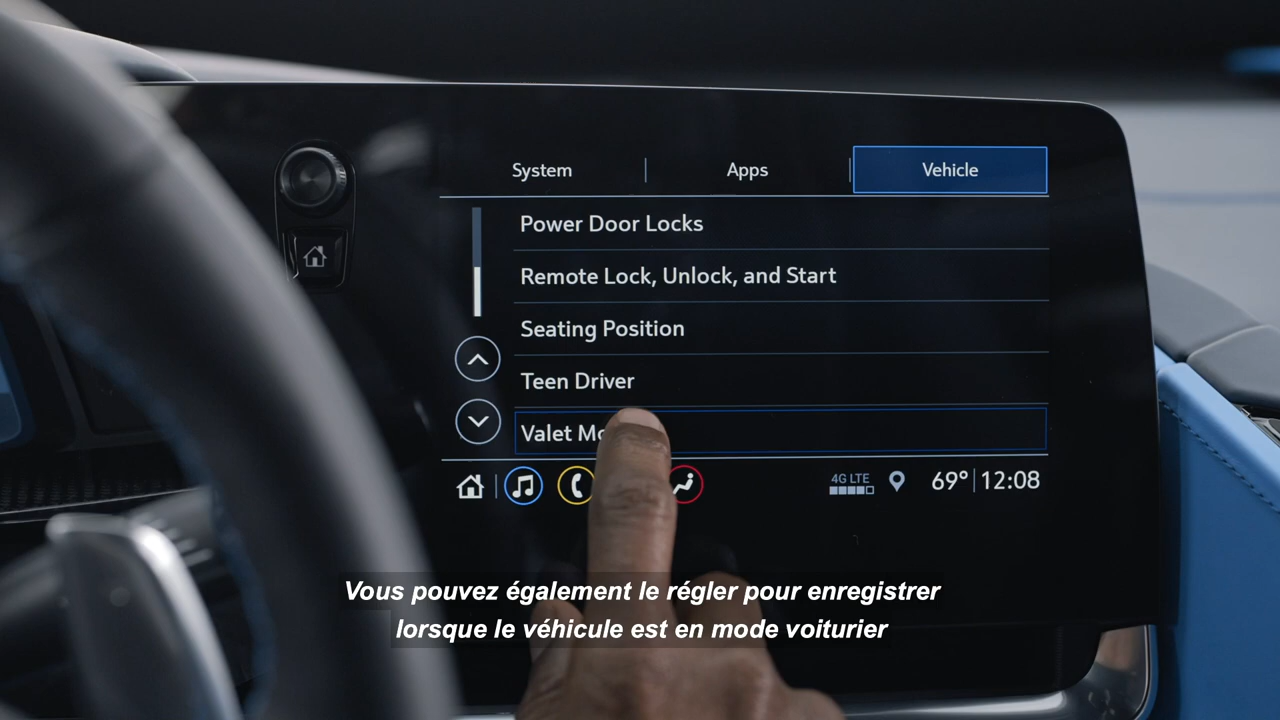 System
Apps
Vehicle
Power Door Locks
Remote Lock, Unlock, and Start
Seating Position
Teen Driver
Valet
4G LTE
69° 12:08
Vous pouvez également le régler pour enregistrer
lorsque le véhicule est en mode voiturier